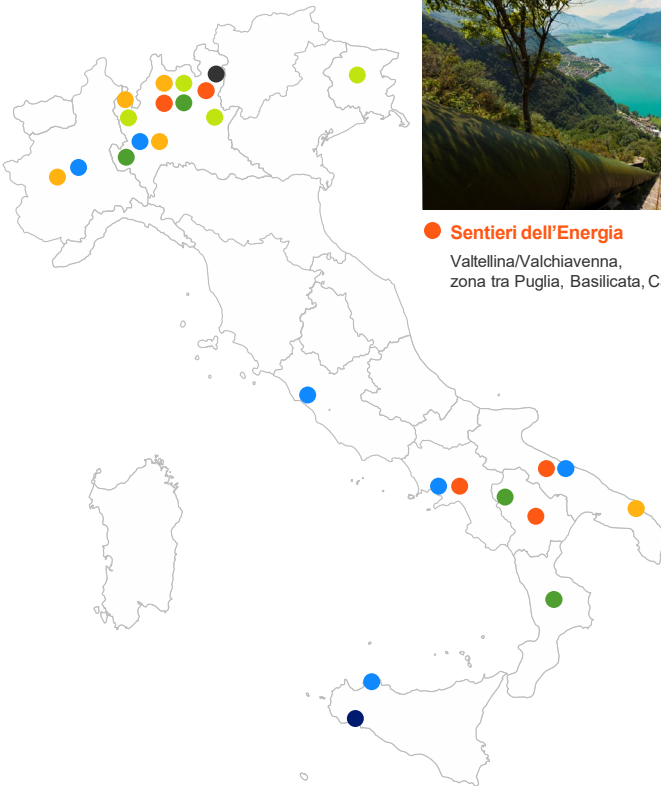 Sentieri dell'Energia
Valtellina/Valchiavenna,
zona tra Puglia, Basilicata,